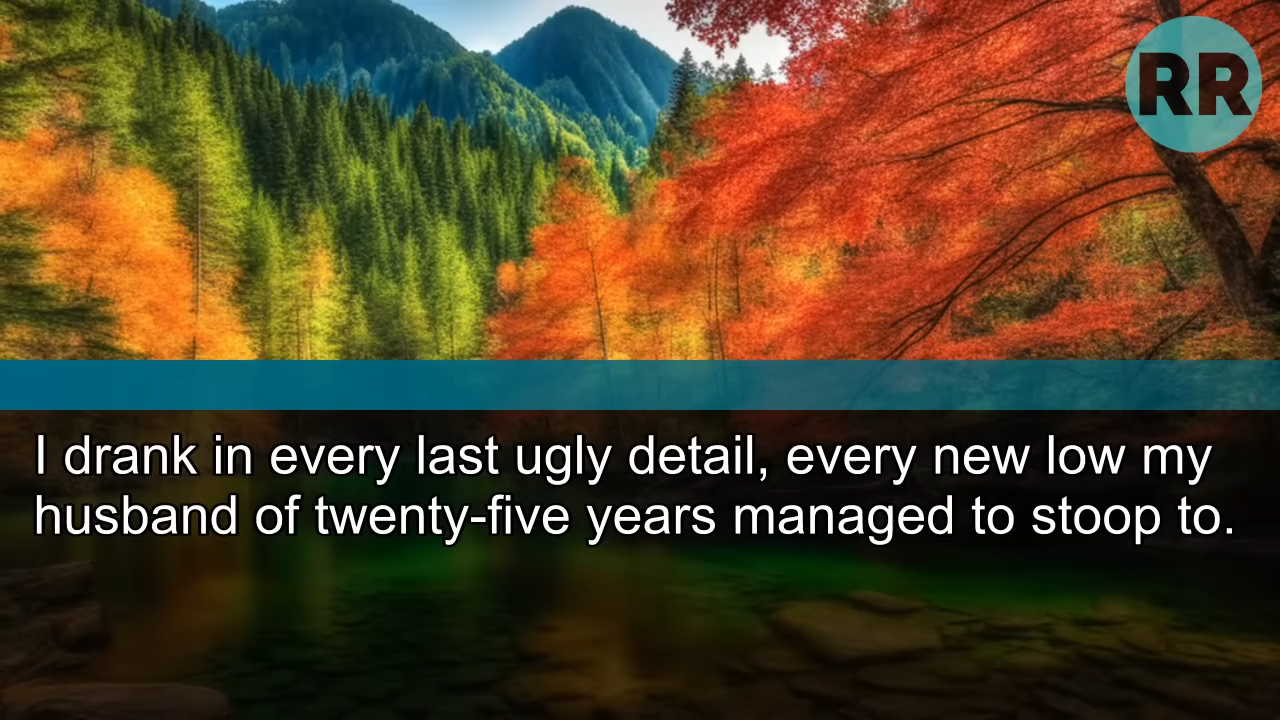 RR
I drank in every last ugly detail, every new low my
husband of twenty-five years managed to stoop to.